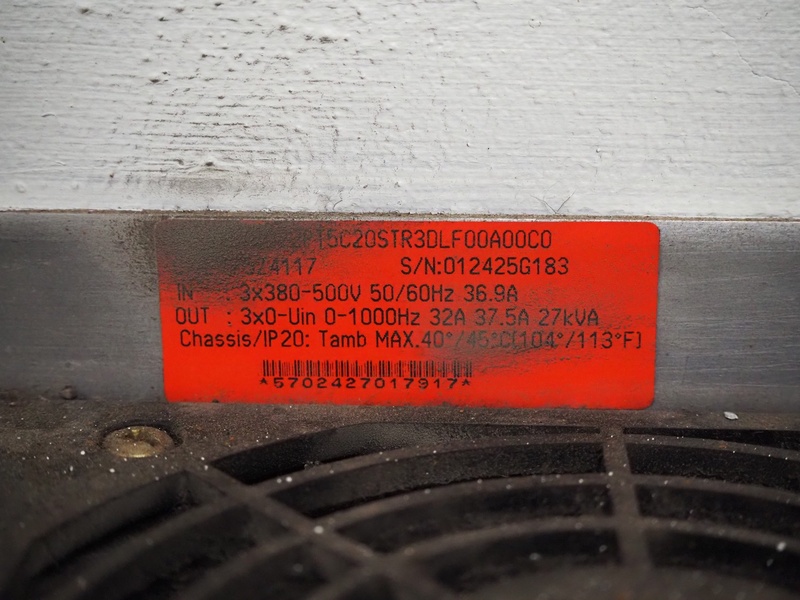 PT5C20STR3DLF00A00C0
S/N:012425G183
IN : 3x380-500V 50/60Hz 36.9A
OUT : 3x0-Uin 0-1000Hz 32A 37.5A 27kVA
Chassis/IP20: Tamb MAX.40°/45°C(104°/113°F)
*5702427017917*